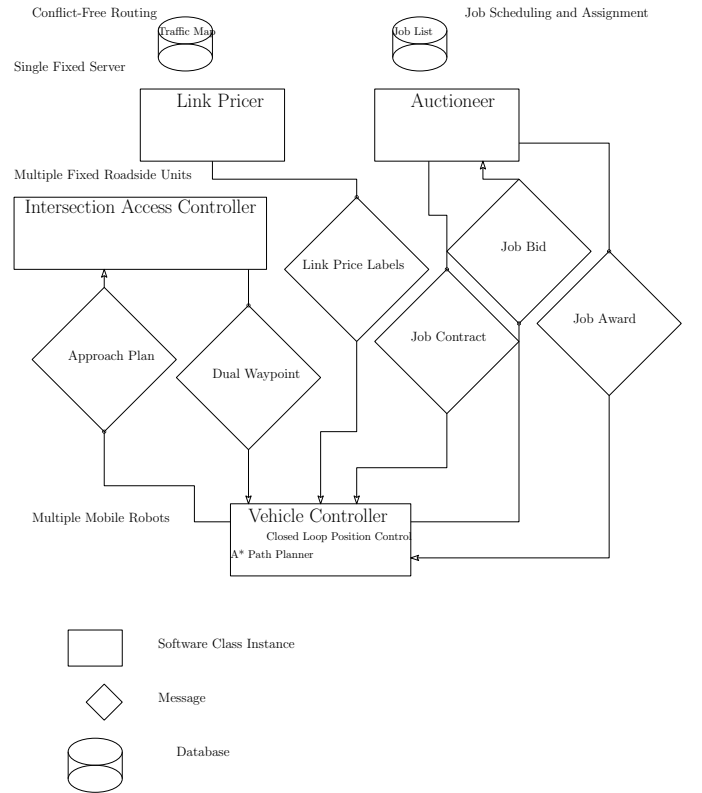 Conflict-Free Routing
Job Scheduling and Assignment
Traffic Map
Job List
Single Fixed Server
Link Pricer
Auctioneer
Multiple Fixed Roadside Units
Intersection Access Controller
Job Bid
Link Price Labels
Job Award
Job Contract
Approach Plan
Dual Waypoint
Multiple Mobile Robots
Vehicle Controller
Closed Loop Position Control
A* Path Planner
Software Class Instance
Message
Database